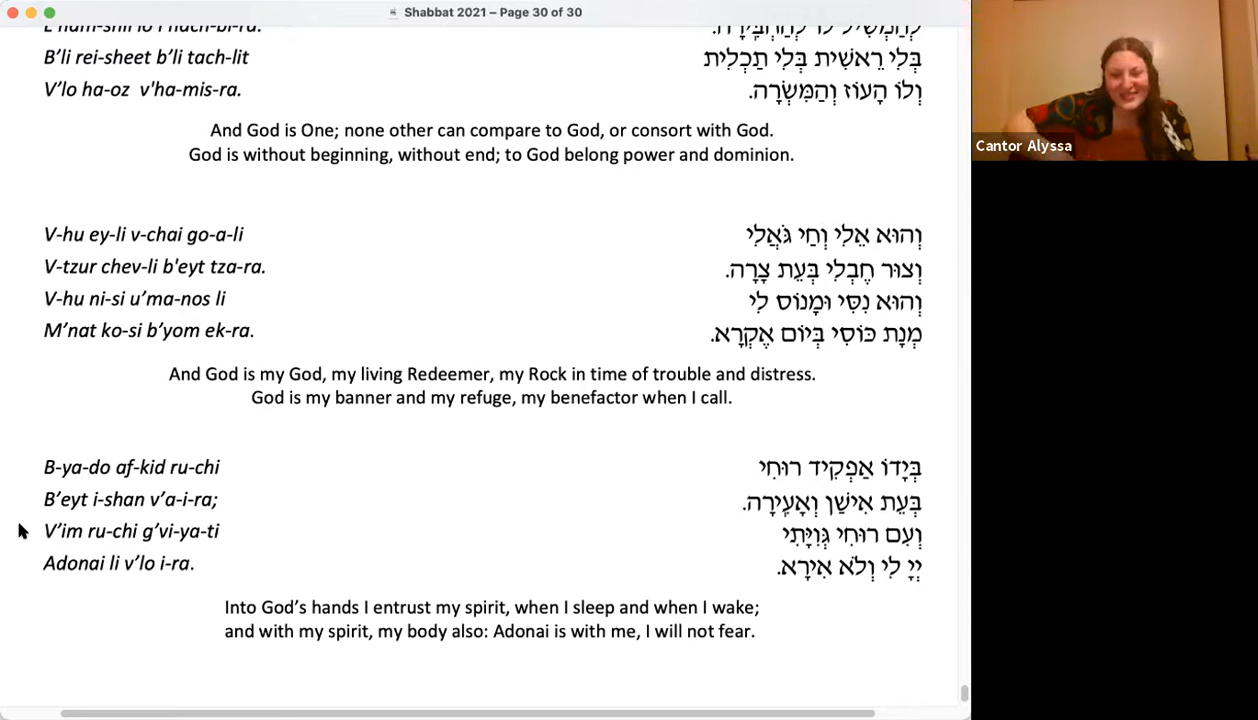 Shabbat 2021 – Page 30 of 30
B’li rei-sheet b’li tach-lit
בְּלִי רֵאשִׁית בְּלִי תַכְלִית
V’lo ha-oz v'ha-mis-ra.
וְלוֹ הָעוֹז וְהַמִּשְׂרָה.
And God is One; none other can compare to God, or consort with God.
God is without beginning, without end; to God belong power and dominion.
V-hu ey-li v-chai go-a-li
וְהוּא אֵלִי וְחַי גֹּאֲלִי
V-tzur chev-li b'eyt tza-ra.
וְצוּר חֶבְלִי בְּעֵת צָרָה.
V-hu ni-si u’ma-nos li
וְהוּא נִסִּי וּמָנוֹס לִי
M’nat ko-si b’yom ek-ra.
מְנָת כּוֹסִי בְּיוֹם אֶקְרָא.
And God is my God, my living Redeemer, my Rock in time of trouble and distress.
God is my banner and my refuge, my benefactor when I call.
B-ya-do af-kid ru-chi
בְּיָדוֹ אַפְקִיד רוּחִי
B’eyt i-shan v’a-i-ra;
בְּעֵת אִישַׁן וְאָעִירָה.
V’im ru-chi g’vi-ya-ti
וְעִם רוּחִי גְּוִיָּתִי
Adonai li v’lo i-ra.
יְיָ לִי וְלֹא אִירָא.
Into God’s hands I entrust my spirit, when I sleep and when I wake;
and with my spirit, my body also: Adonai is with me, I will not fear.
Cantor Alyssa